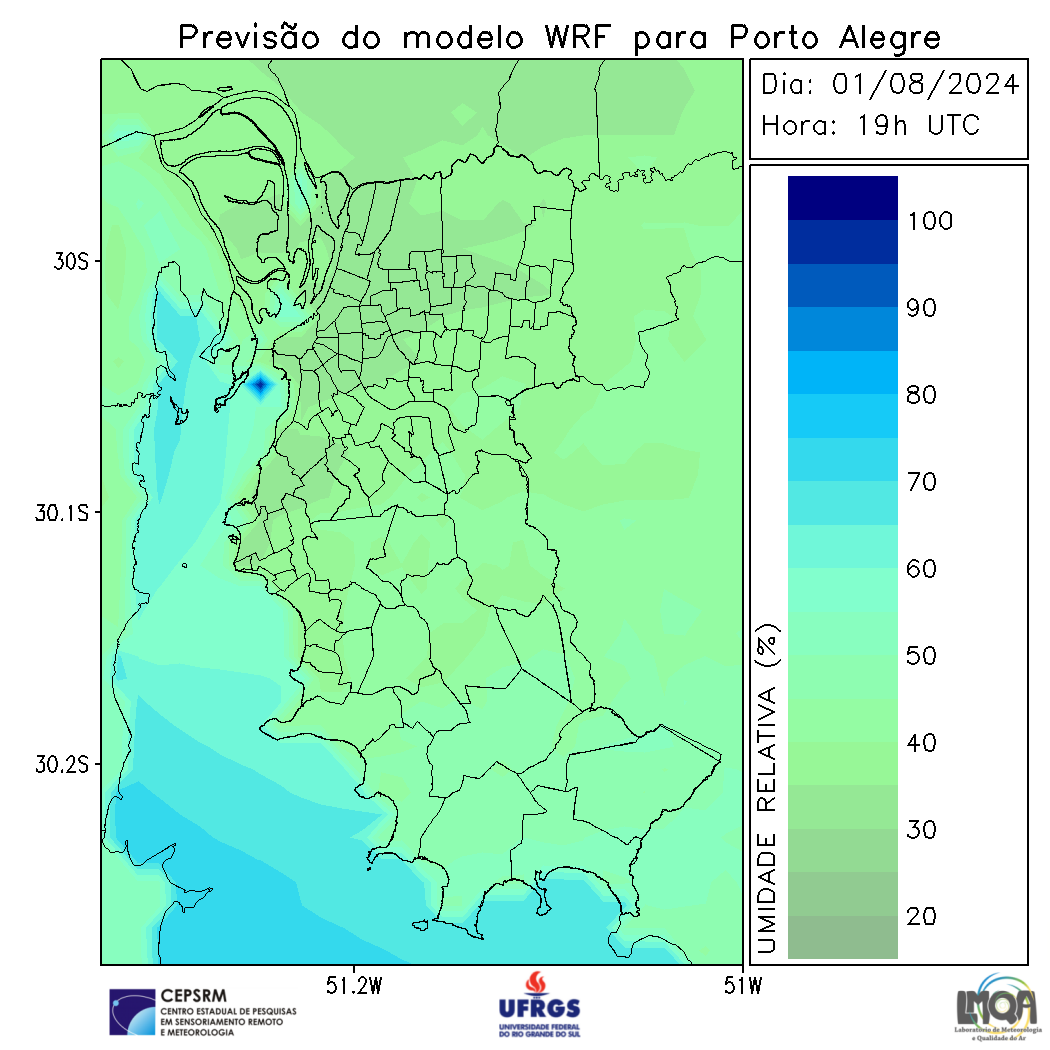 Previsão do modelo WRF para Porto Alegre
Dia: 01/08/2024
Hora: 19h UTC
100
90
80
70
60
50
40
30
20
UMIDADE RELATIVA (%)
30S
30.1S
30.2S
51.2W
51W
CEPSRM
CENTRO ESTADUAL DE PESQUISAS
EM SENSORIAMENTO REMOTO
E METEOROLOGIA
UFRGS
UNIVERSIDADE FEDERAL
DO RIO GRANDE DO SUL
LMQA
Laboratório de Meteorologia
e Qualidade do Ar